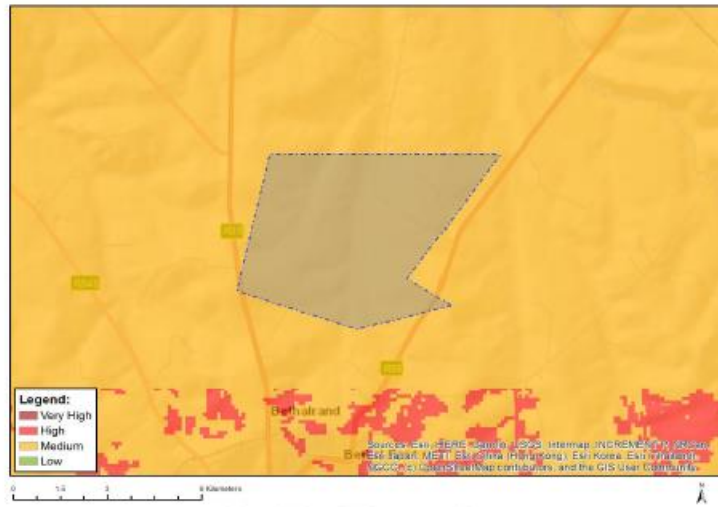 Bethalrand
Legend:
Very High
High
Medium
Low
Sources: Esri, HERE, Garmin, USGS, Intermap, INCREMENT P, NRCan,
Esri Japan, METI, Esri China (Hong Kong), Esri Korea, Esri (Thailand),
NGCC, (c) OpenStreetMap contributors, and the GIS User Community
0 1.5 3 6 Kilometers
N